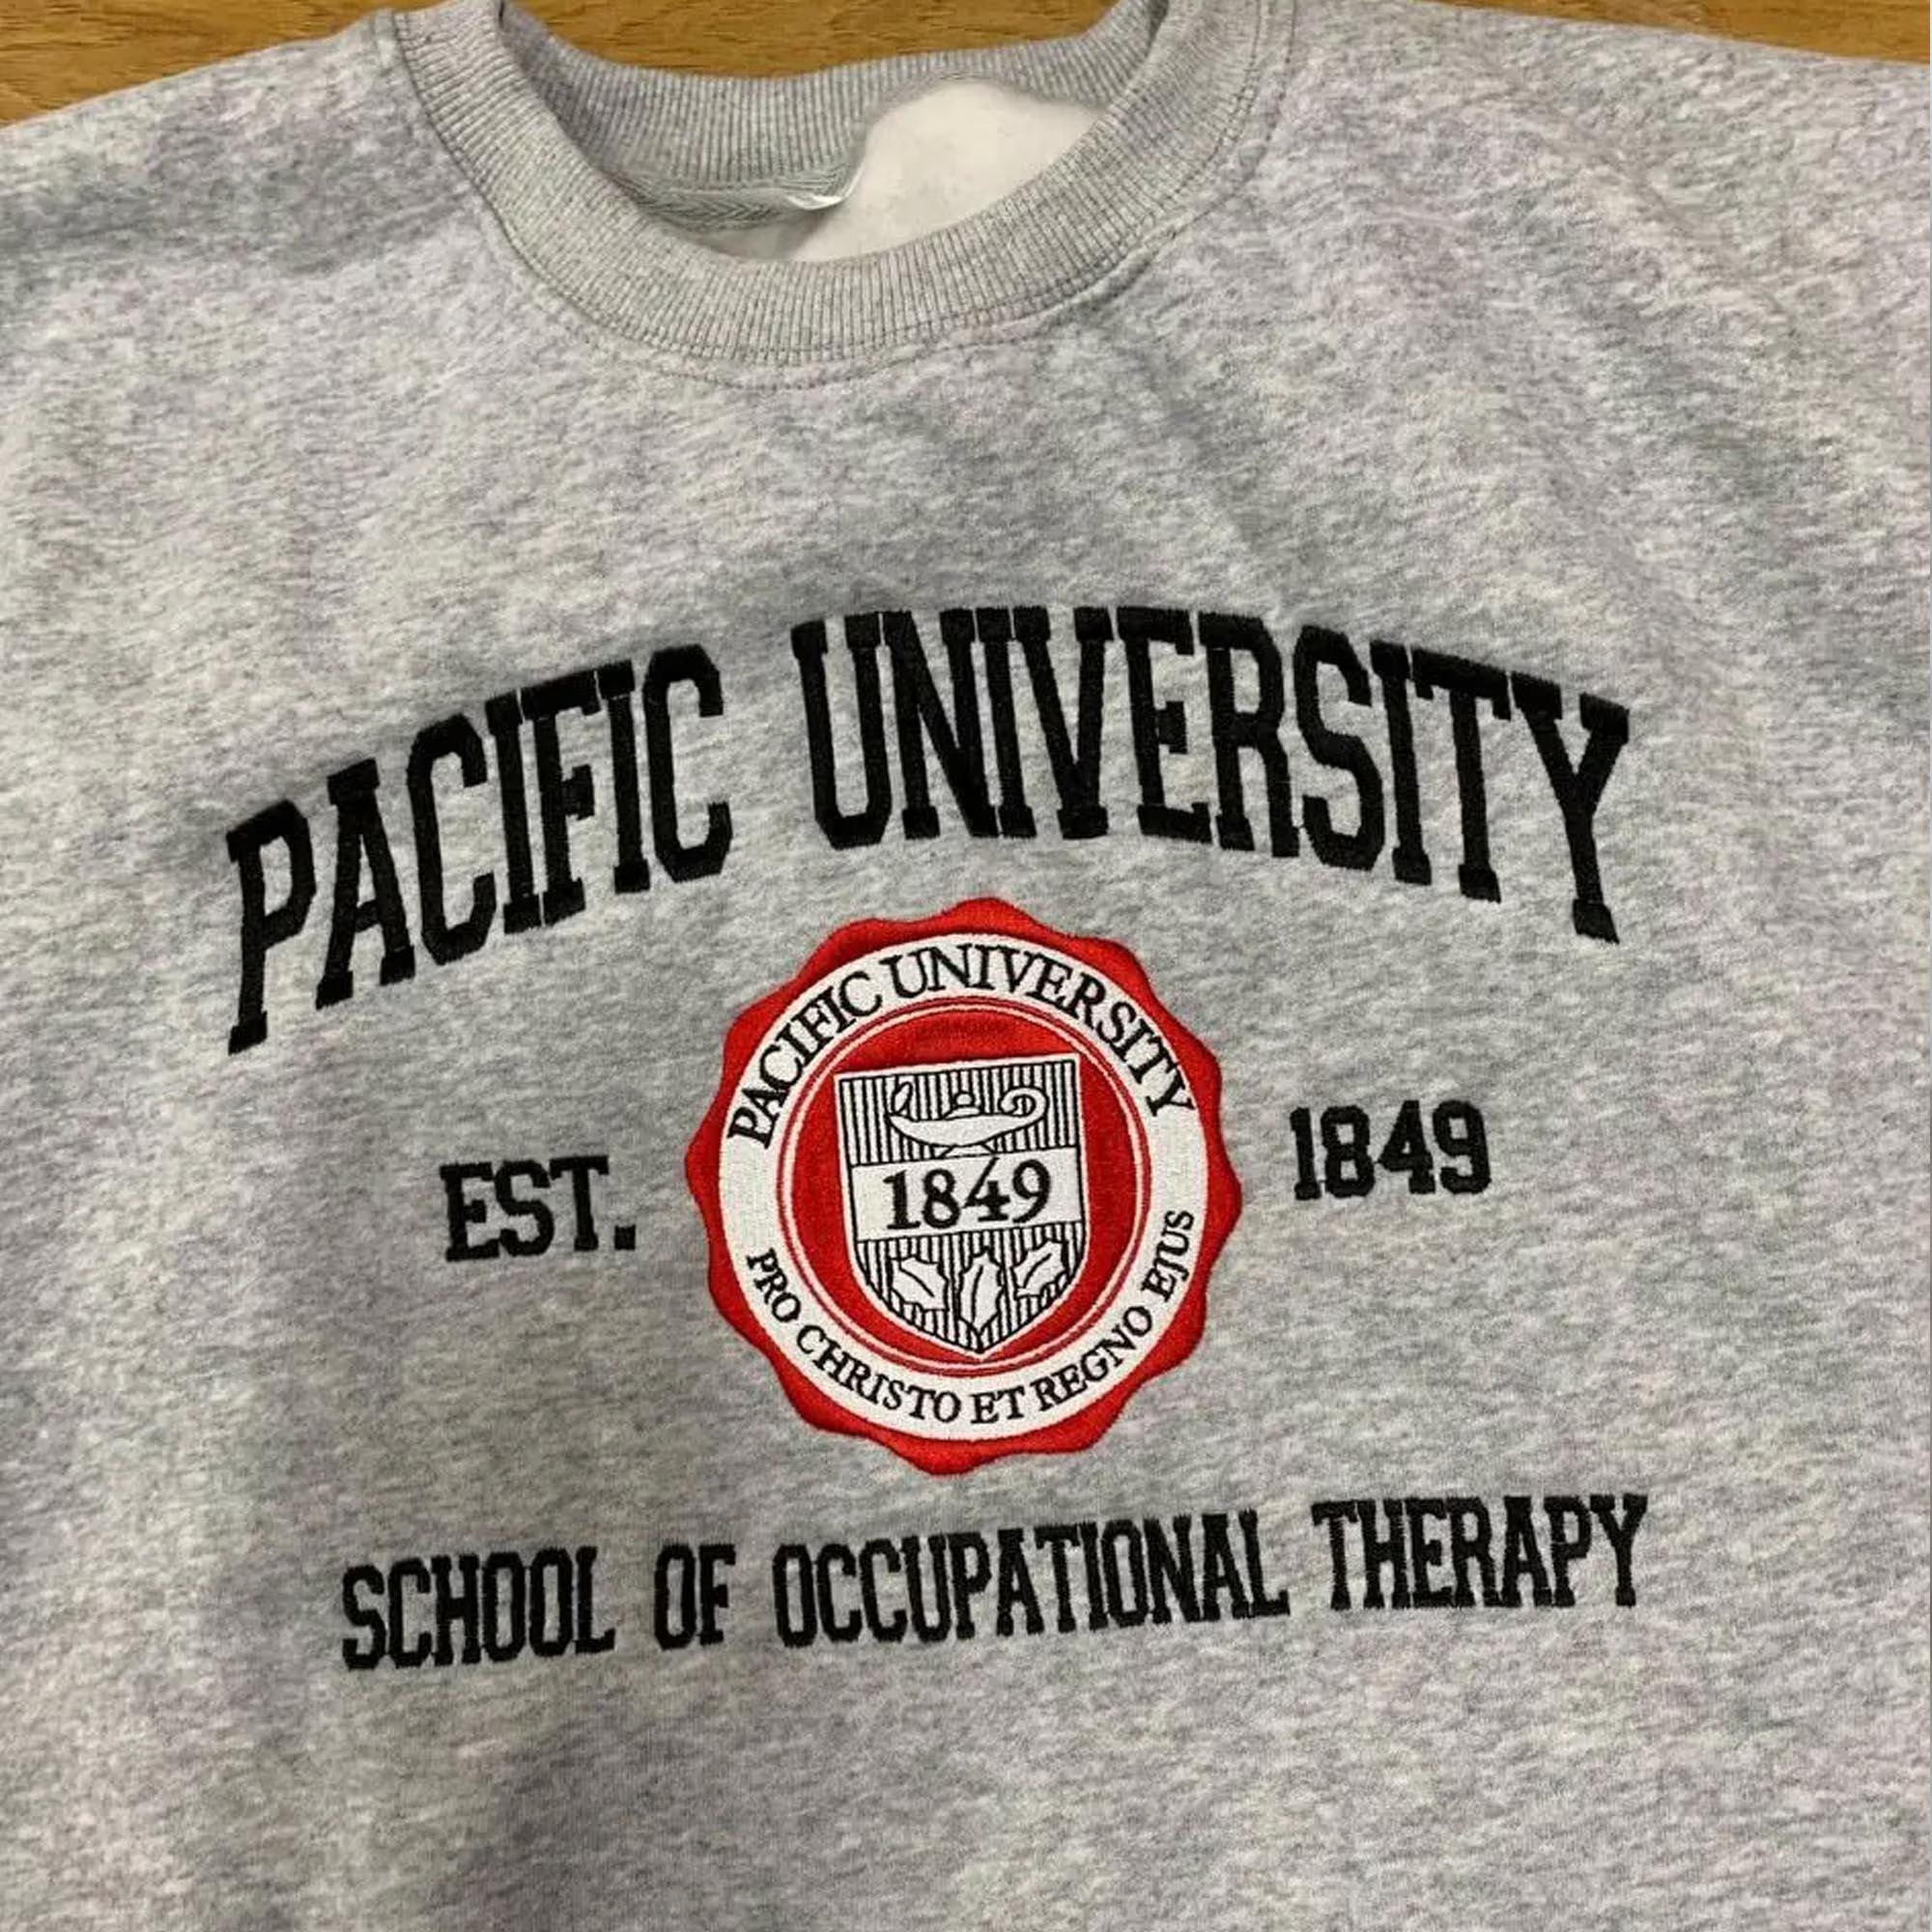 PACIFIC UNIVERSITY
PACIFIC UNIVERSITY
EST.
1849
1849
PRO CHRISTO ET REGNO EJUS
SCHOOL OF OCCUPATIONAL THERAPY